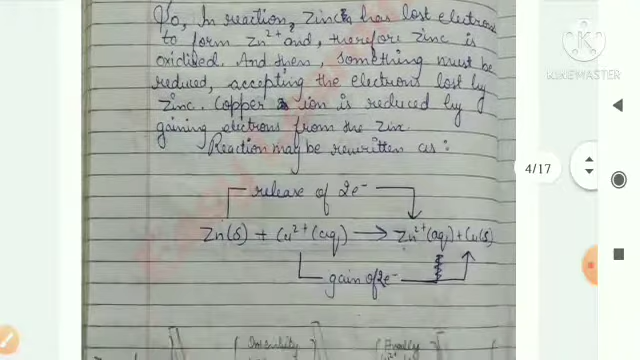 So, In reaction, Zinc has lost electrons
to form Zn²⁺ and, therefore Zinc is
oxidised. And then, something must be
reduced, accepting the electrons lost by
Zinc. Copper ion is reduced by
gaining electrons from the Zinc.
Reaction may be rewritten as:
release of 2e⁻
Zn(s) + Cu²⁺(aq) → Zn²⁺(aq) + Cu(s)
gain of 2e⁻
4/17
KINEMASTER
Finally